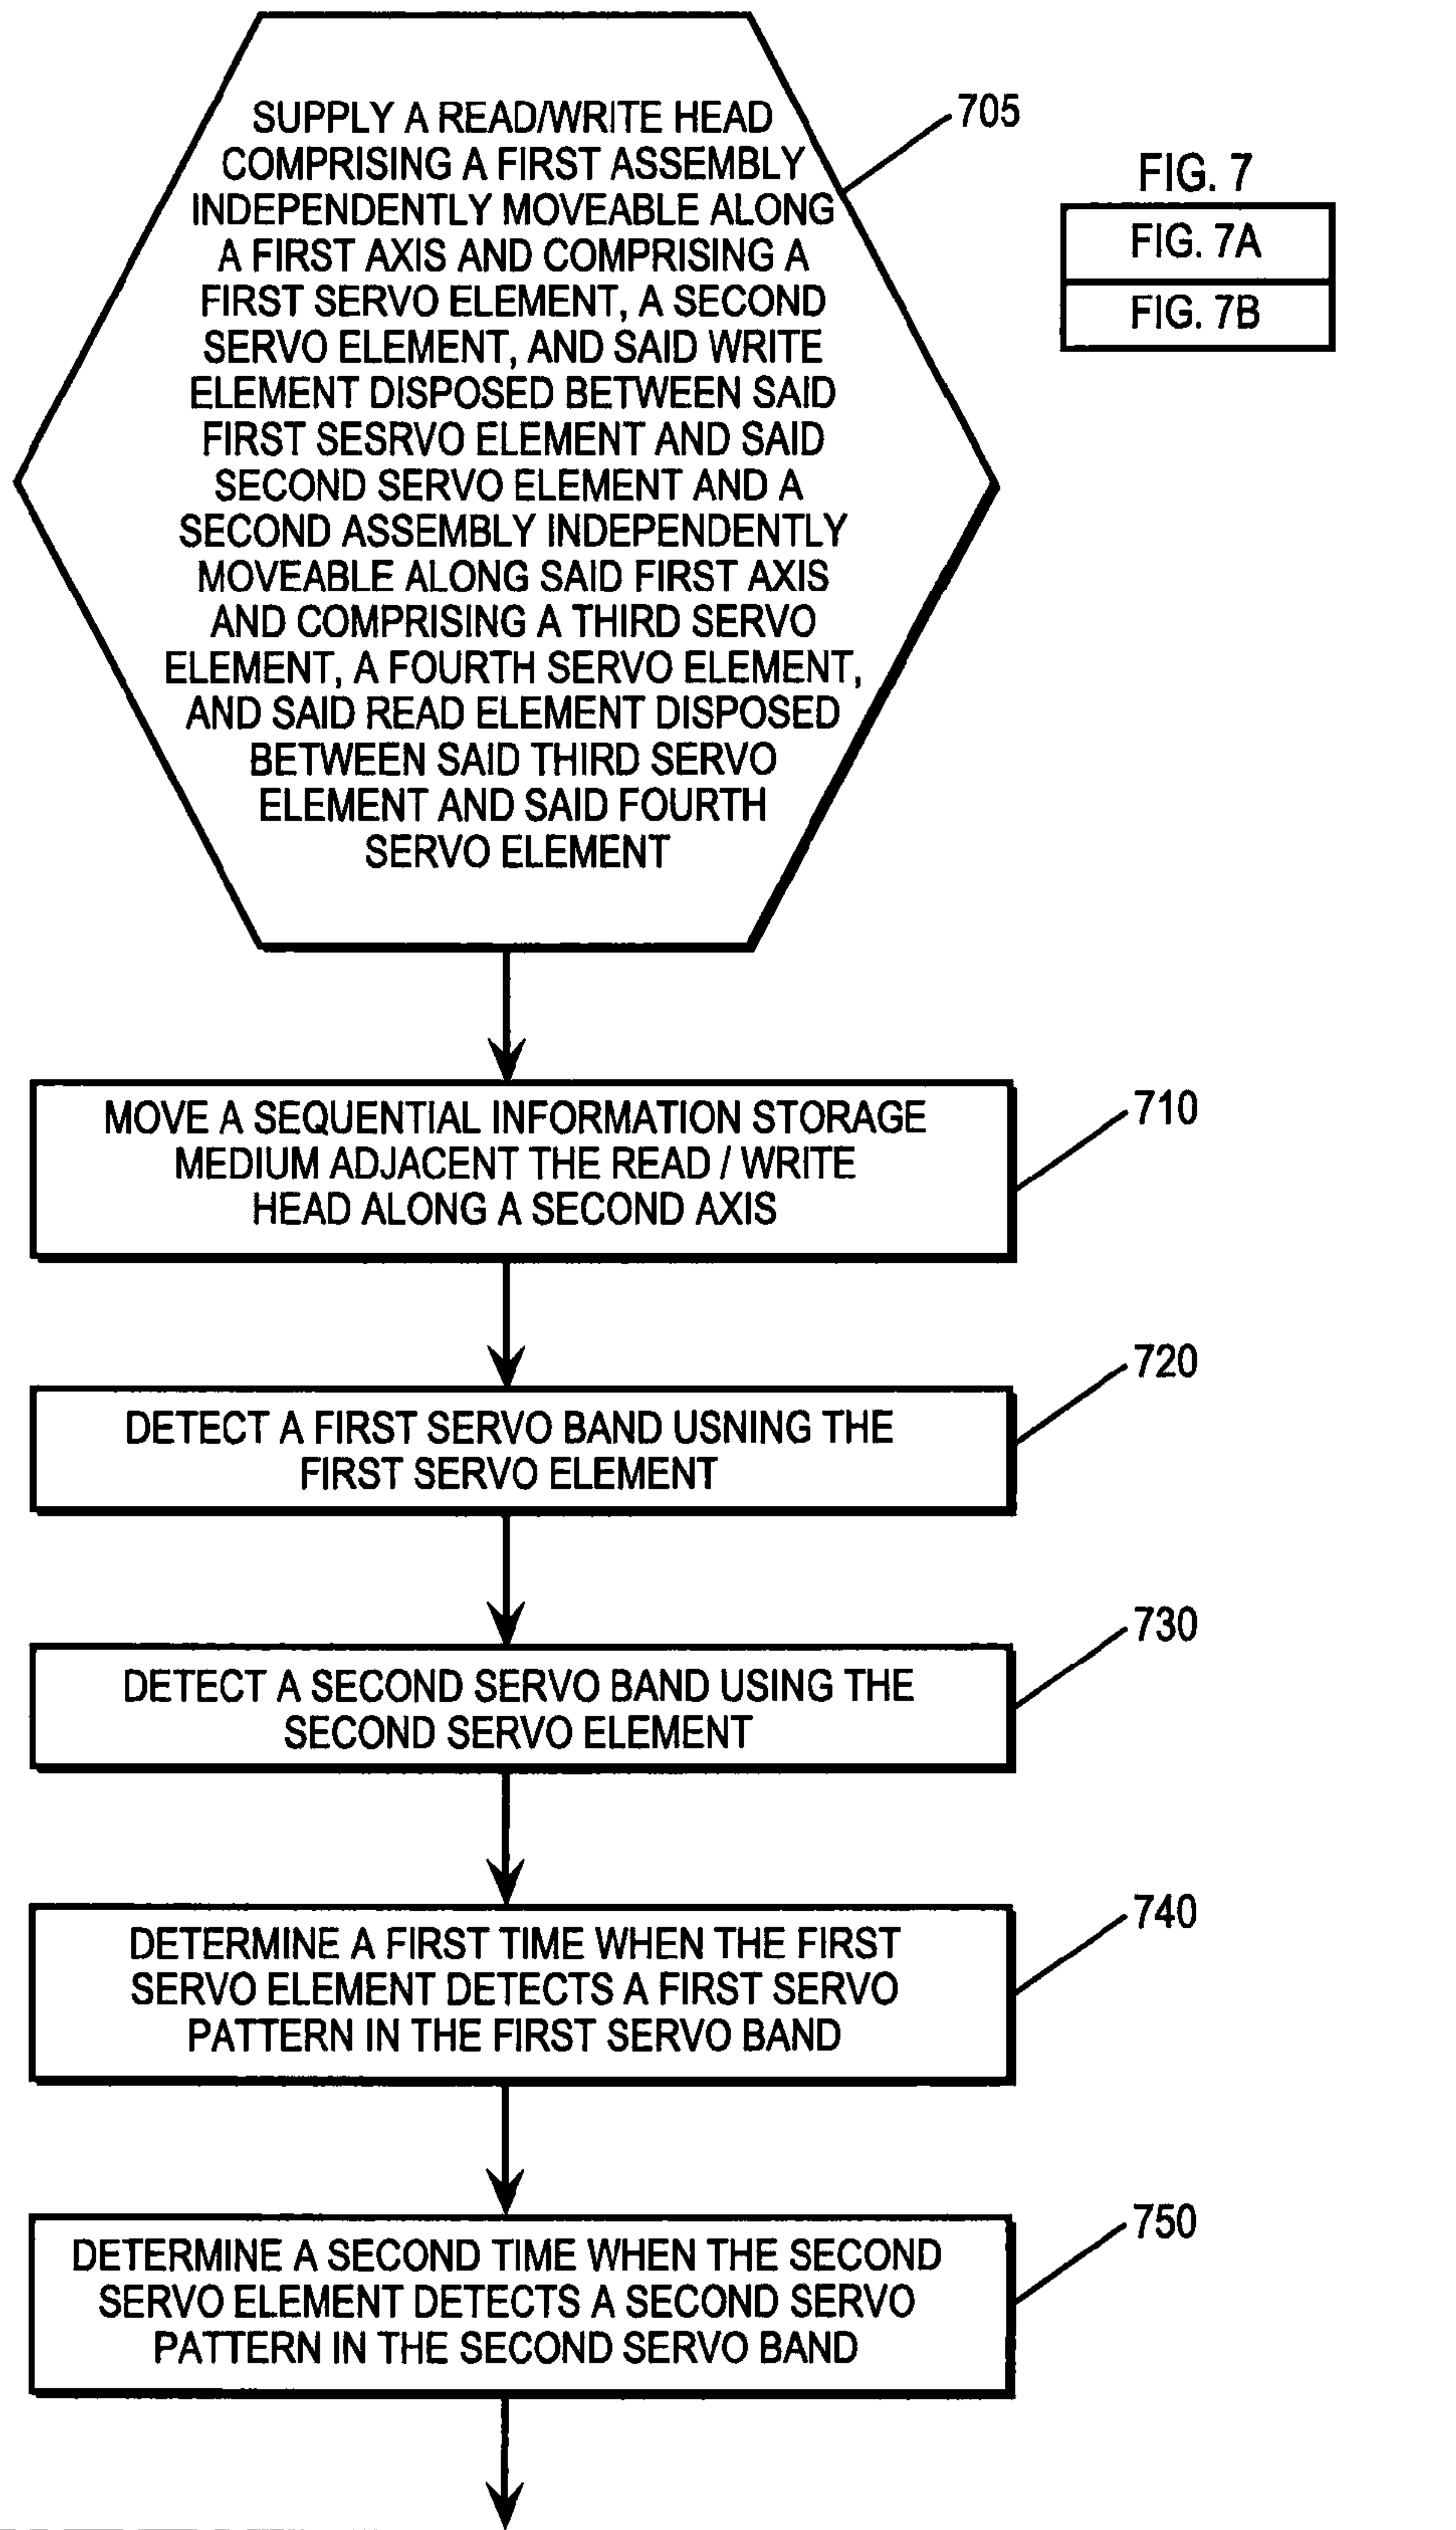 SUPPLY A READ/WRITE HEAD
COMPRISING A FIRST ASSEMBLY
INDEPENDENTLY MOVEABLE ALONG
A FIRST AXIS AND COMPRISING A
FIRST SERVO ELEMENT, A SECOND
SERVO ELEMENT, AND SAID WRITE
ELEMENT DISPOSED BETWEEN SAID
FIRST SESRVO ELEMENT AND SAID
SECOND SERVO ELEMENT AND A
SECOND ASSEMBLY INDEPENDENTLY
MOVEABLE ALONG SAID FIRST AXIS
AND COMPRISING A THIRD SERVO
ELEMENT, A FOURTH SERVO ELEMENT,
AND SAID READ ELEMENT DISPOSED
BETWEEN SAID THIRD SERVO
ELEMENT AND SAID FOURTH
SERVO ELEMENT
705
FIG. 7
FIG. 7A
FIG. 7B
MOVE A SEQUENTIAL INFORMATION STORAGE
MEDIUM ADJACENT THE READ / WRITE
HEAD ALONG A SECOND AXIS
710
DETECT A FIRST SERVO BAND USNING THE
FIRST SERVO ELEMENT
720
DETECT A SECOND SERVO BAND USING THE
SECOND SERVO ELEMENT
730
DETERMINE A FIRST TIME WHEN THE FIRST
SERVO ELEMENT DETECTS A FIRST SERVO
PATTERN IN THE FIRST SERVO BAND
740
DETERMINE A SECOND TIME WHEN THE SECOND
SERVO ELEMENT DETECTS A SECOND SERVO
PATTERN IN THE SECOND SERVO BAND
750